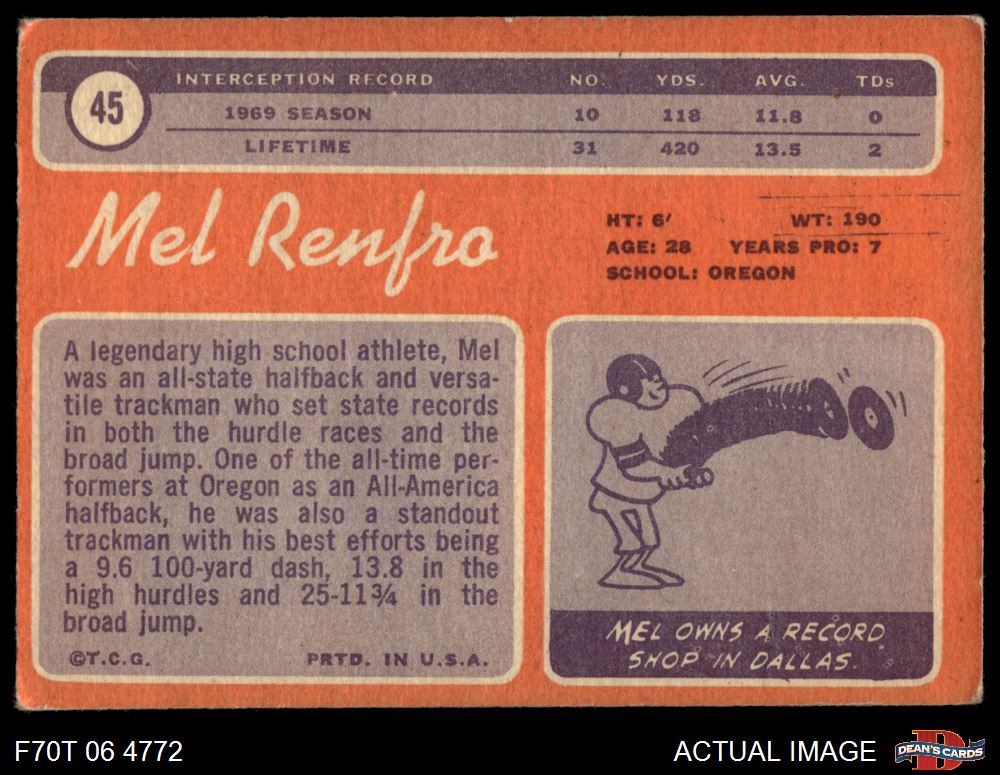 45
INTERCEPTION RECORD NO. YDS. AVG. TDs
1969 SEASON 10 118 11.8 0
LIFETIME 31 420 13.5 2
Mel Renfro
HT: 6' WT: 190
AGE: 28 YEARS PRO: 7
SCHOOL: OREGON
A legendary high school athlete, Mel
was an all-state halfback and versa-
tile trackman who set state records
in both the hurdle races and the
broad jump. One of the all-time per-
formers at Oregon as an All-America
halfback, he was also a standout
trackman with his best efforts being
a 9.6 100-yard dash, 13.8 in the
high hurdles and 25-11¾ in the
broad jump.
©T.C.G. PRTD. IN U.S.A.
MEL OWNS A RECORD
SHOP IN DALLAS.
F70T 06 4772
ACTUAL IMAGE
D
DEAN'S CARDS